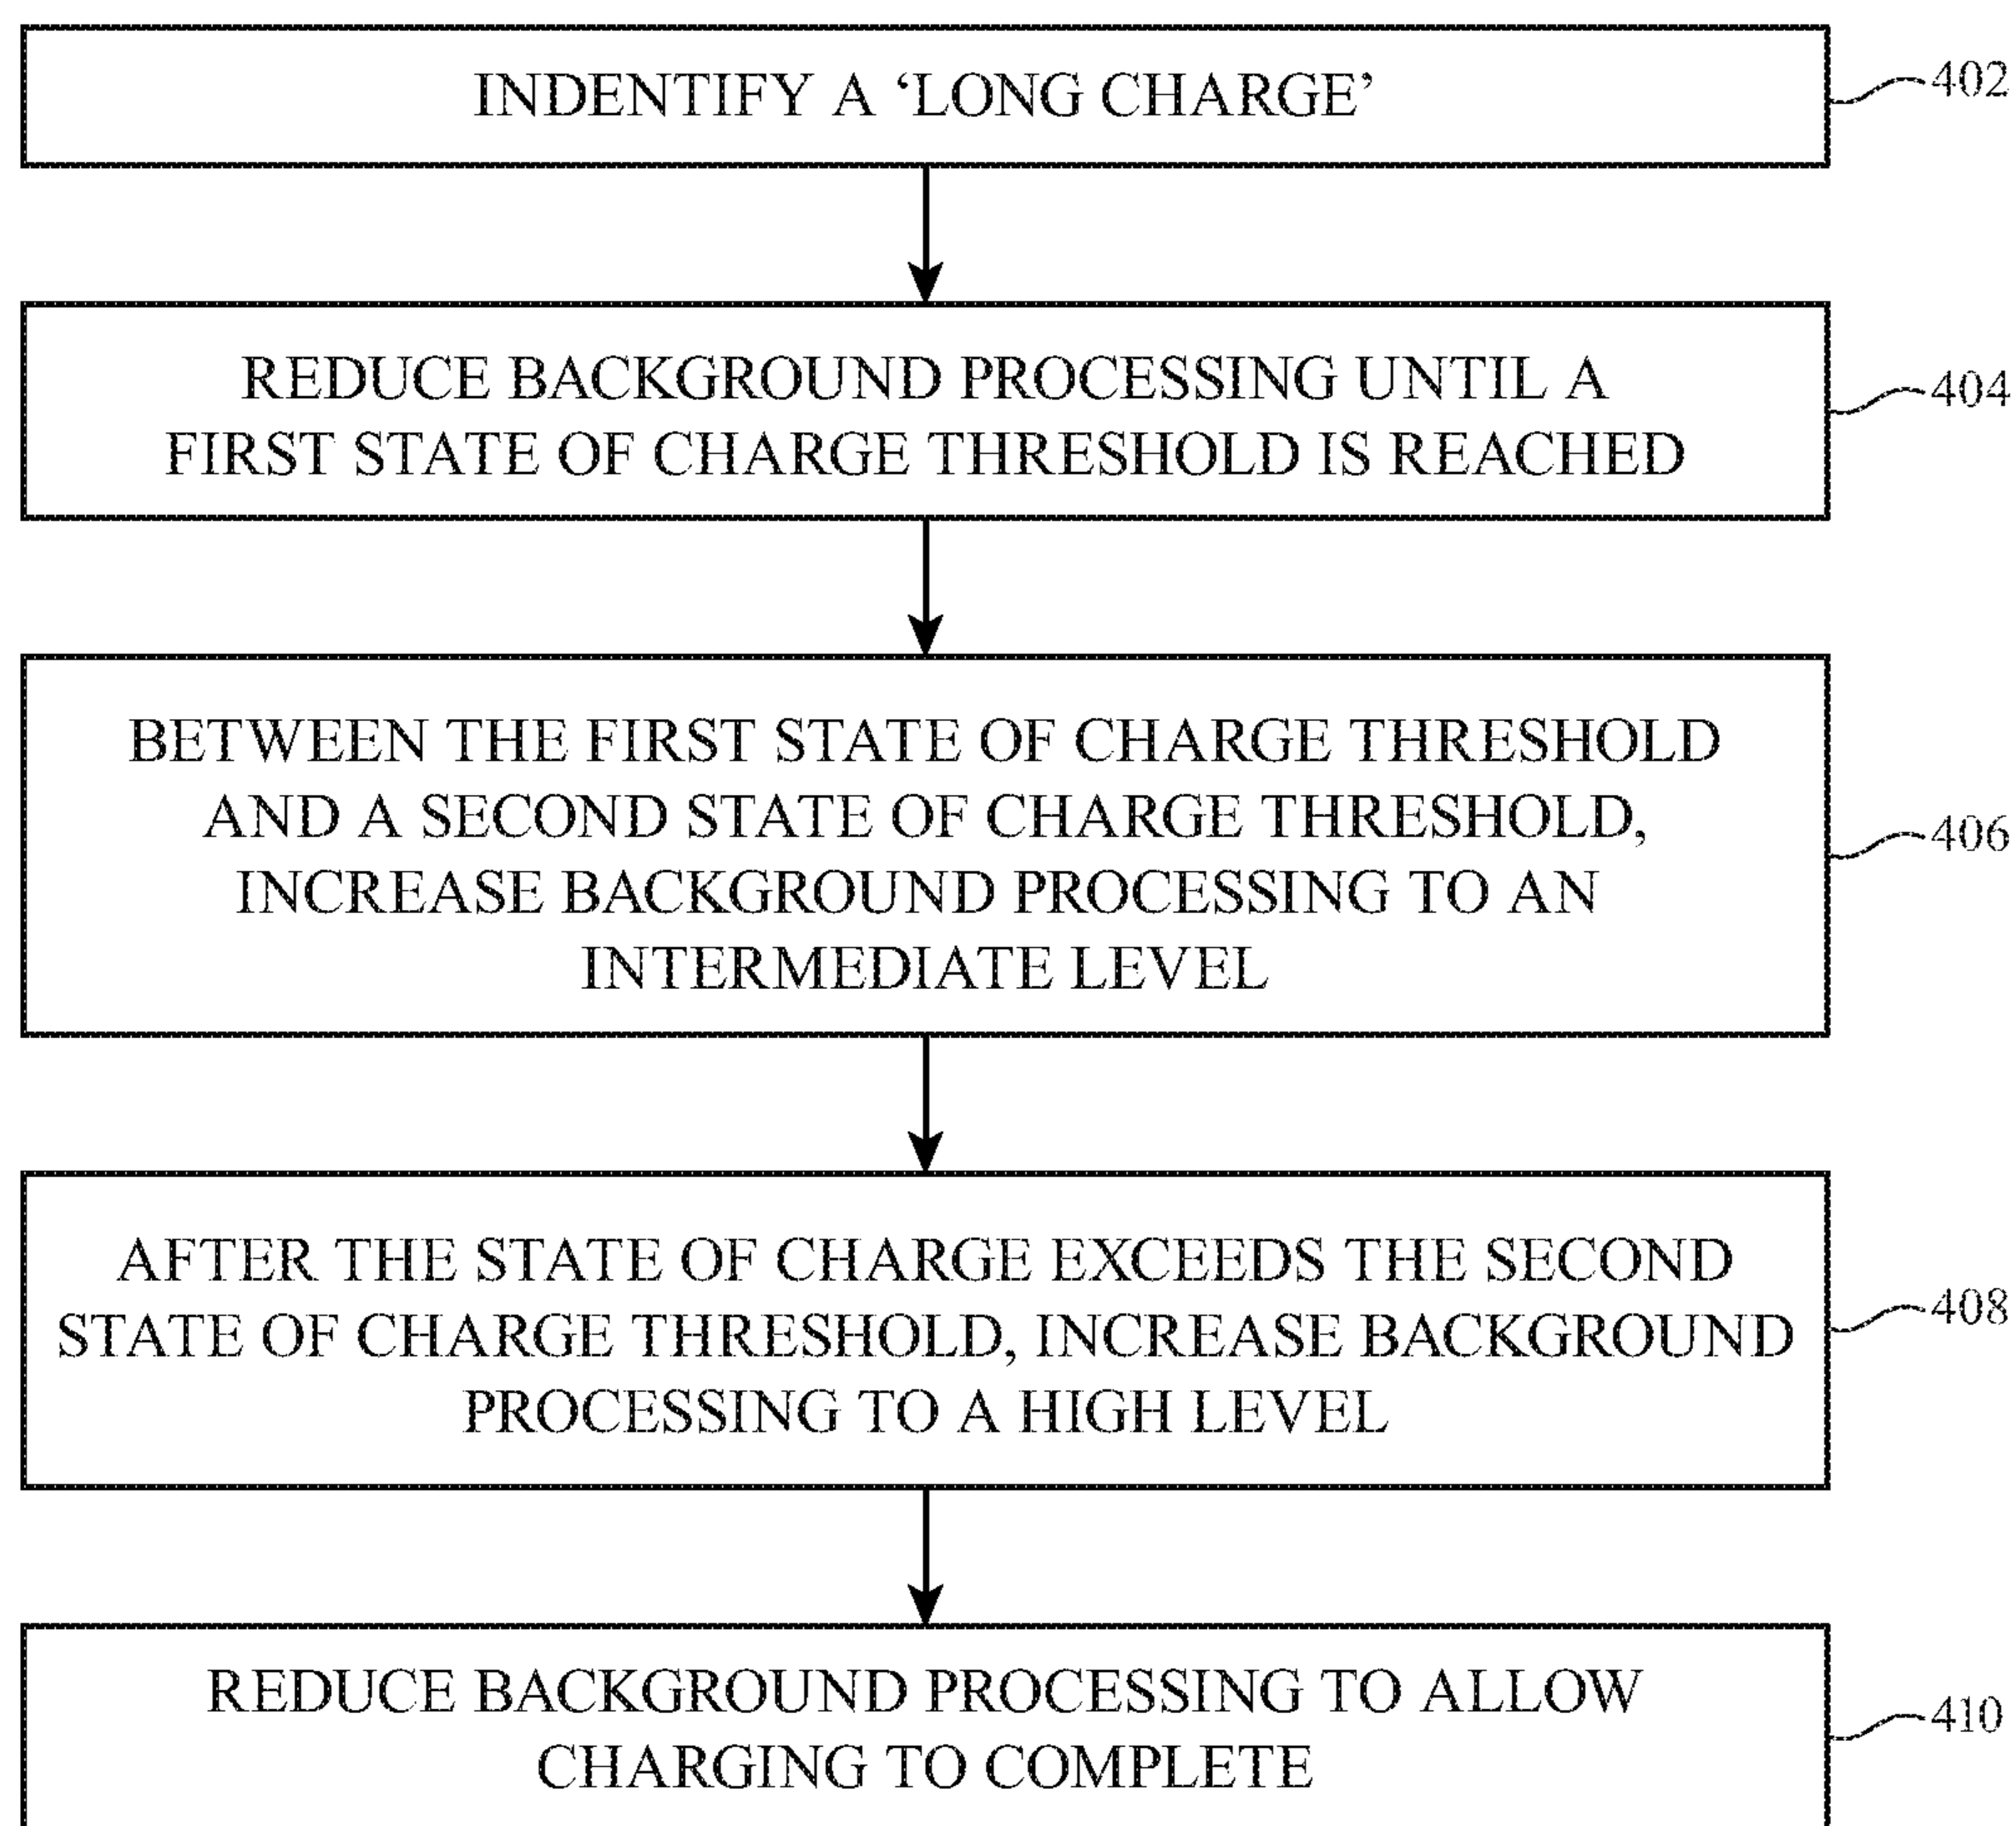 INDENTIFY A ‘LONG CHARGE’
402
REDUCE BACKGROUND PROCESSING UNTIL A
FIRST STATE OF CHARGE THRESHOLD IS REACHED
404
BETWEEN THE FIRST STATE OF CHARGE THRESHOLD
AND A SECOND STATE OF CHARGE THRESHOLD,
INCREASE BACKGROUND PROCESSING TO AN
INTERMEDIATE LEVEL
406
AFTER THE STATE OF CHARGE EXCEEDS THE SECOND
STATE OF CHARGE THRESHOLD, INCREASE BACKGROUND
PROCESSING TO A HIGH LEVEL
408
REDUCE BACKGROUND PROCESSING TO ALLOW
CHARGING TO COMPLETE
410